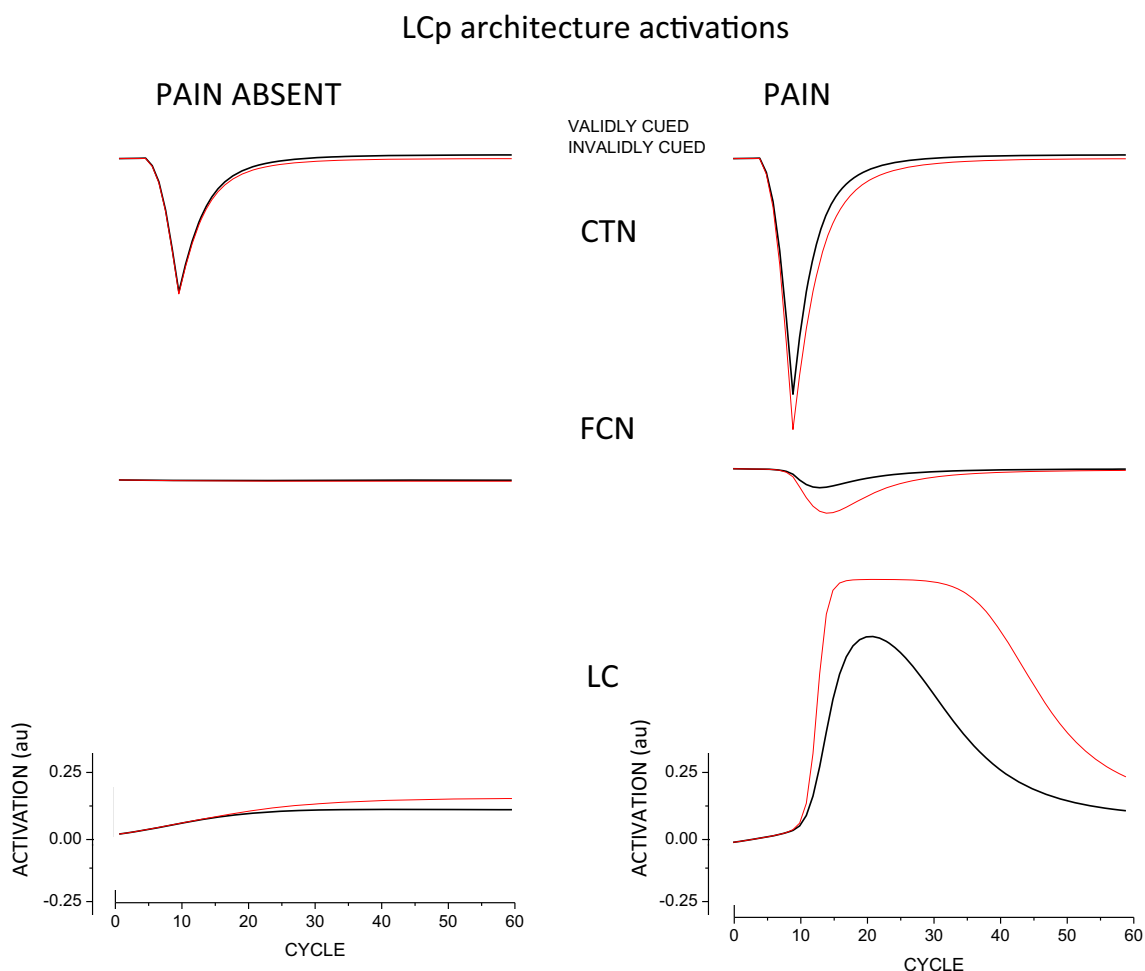 LCp architecture activations
PAIN ABSENT
PAIN
VALIDLY CUED
INVALIDLY CUED
CTN
FCN
LC
ACTIVATION (au)
0.25
0.00
-0.25
0 10 20 30 40 50 60
CYCLE
ACTIVATION (au)
0.25
0.00
-0.25
0 10 20 30 40 50 60
CYCLE